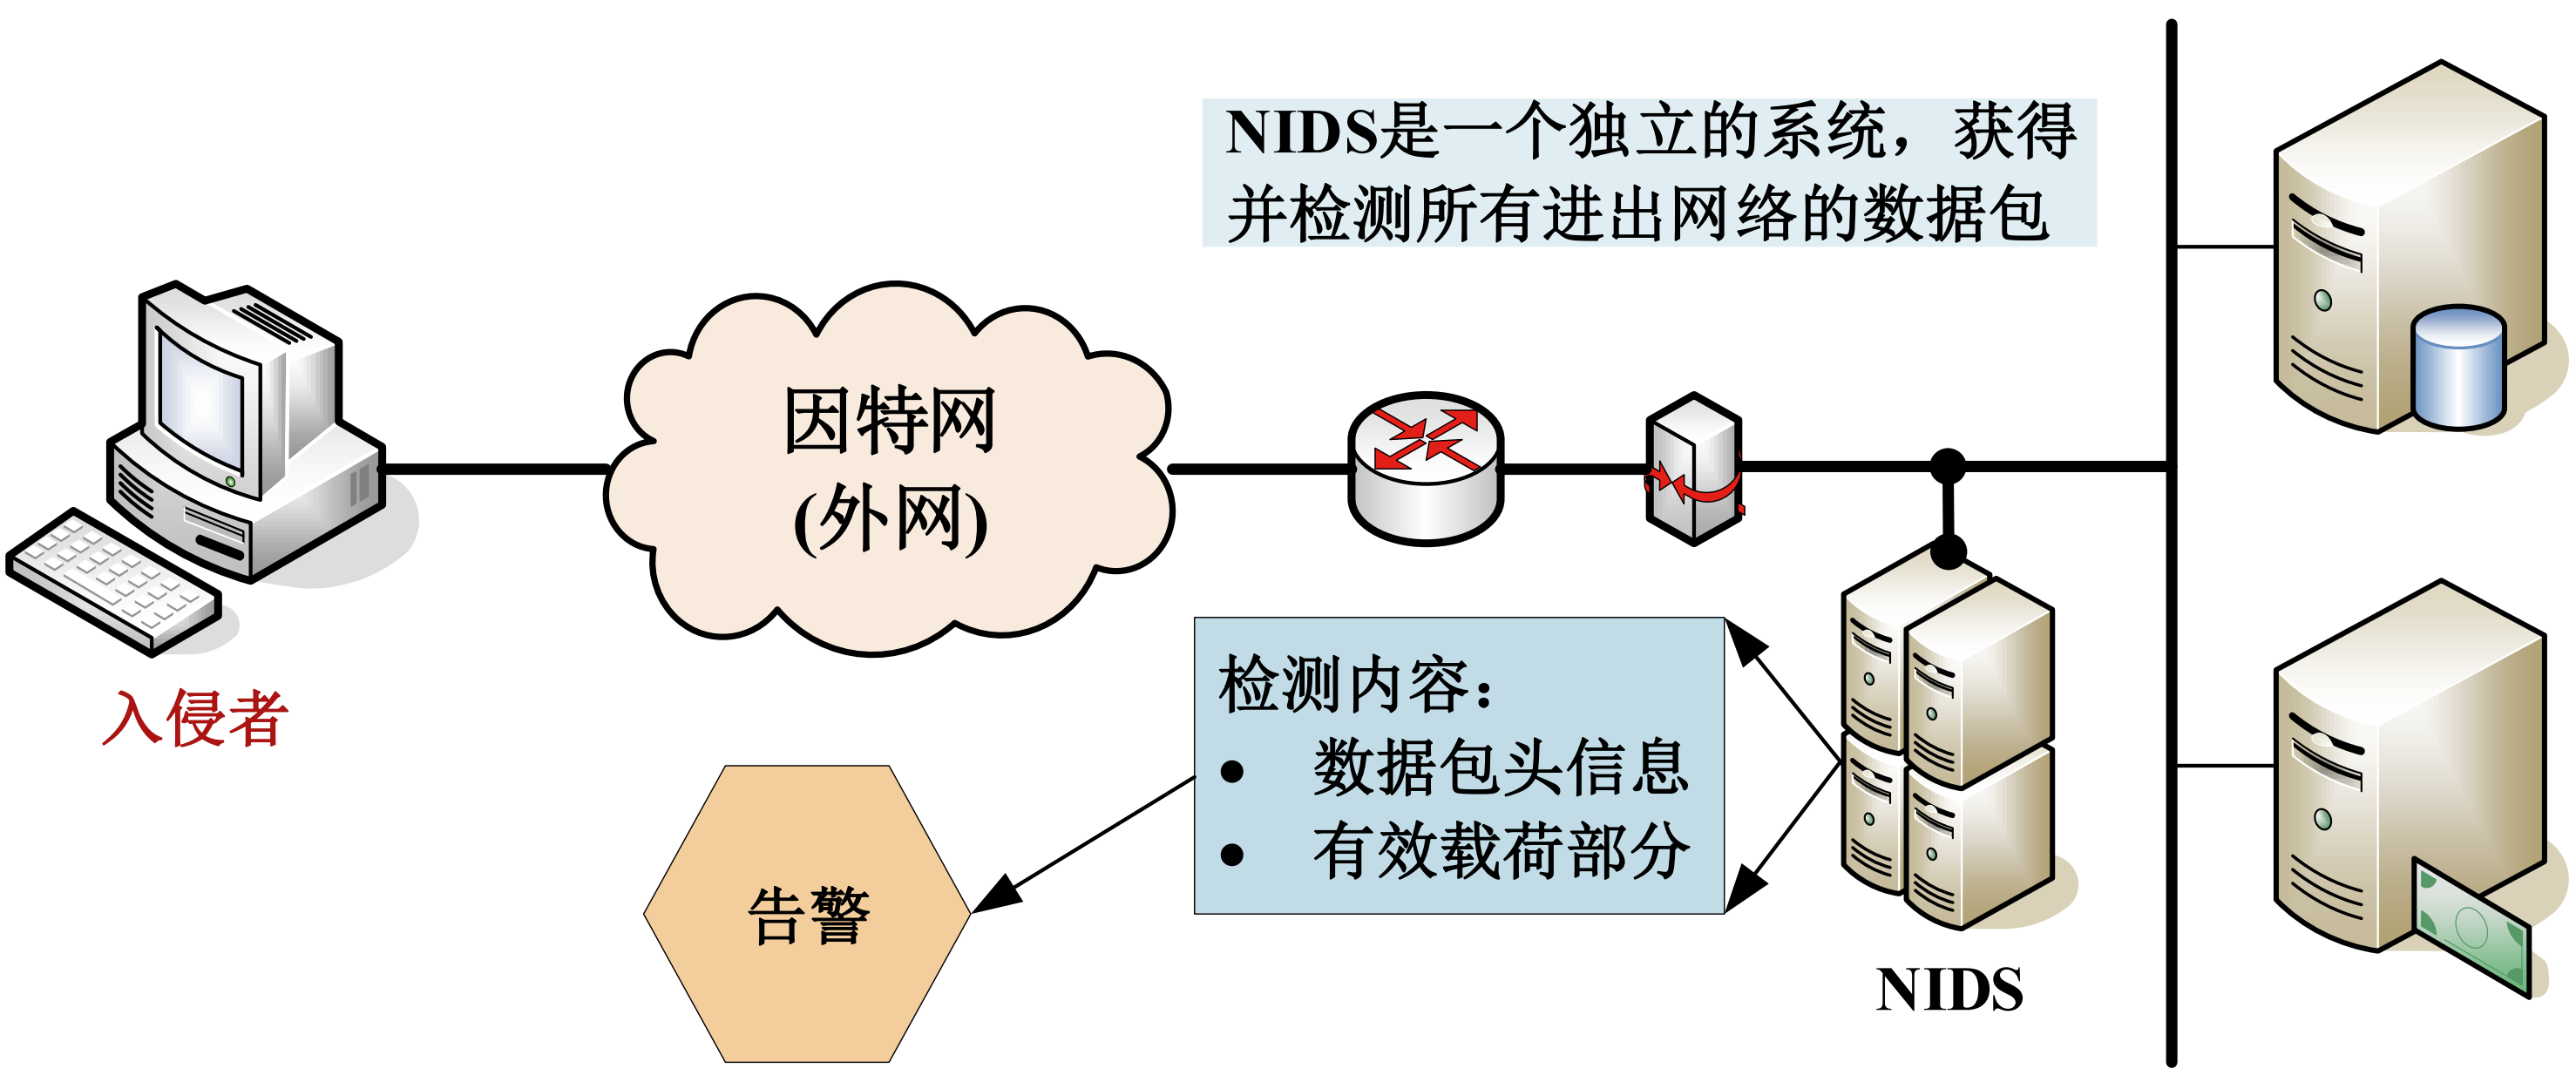 NIDS是一个独立的系统，获得
并检测所有进出网络的数据包
因特网
(外网)
入侵者
检测内容：
● 数据包头信息
● 有效载荷部分
告警
NIDS